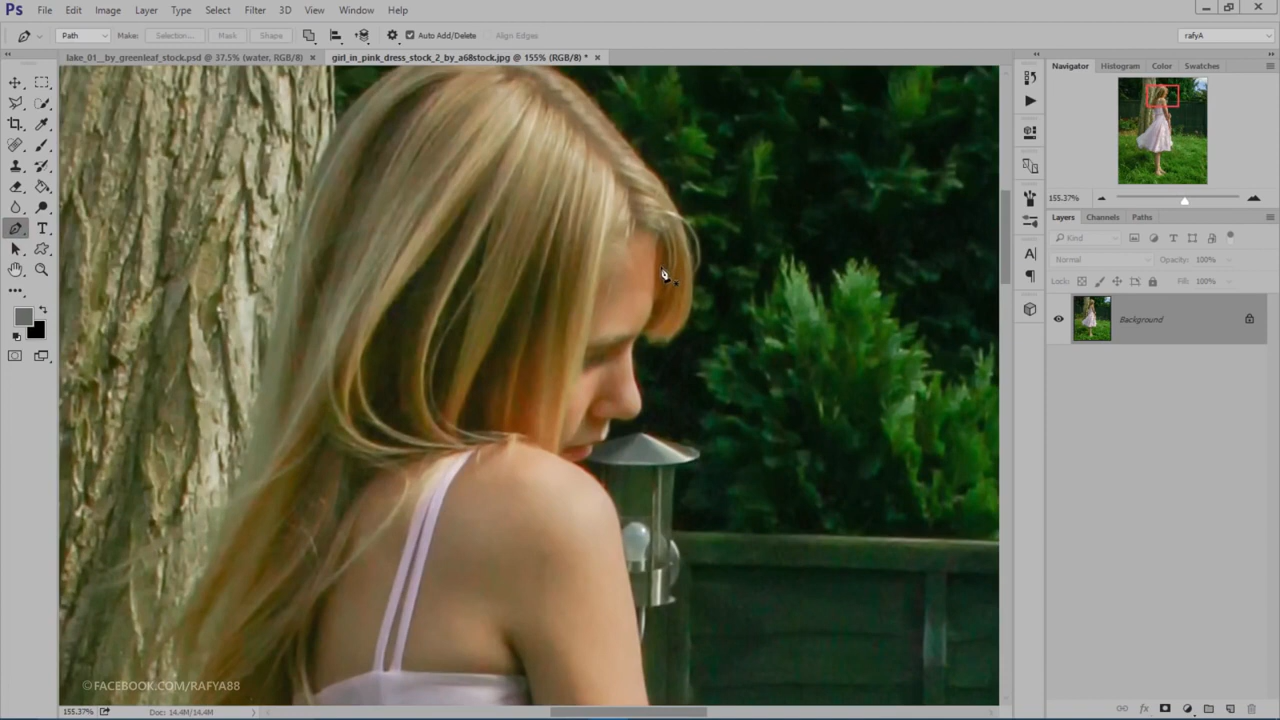 Ps File Edit Image Layer Type Select Filter 3D View Window Help
Path Make: Selection... Mask Shape Auto Add/Delete Align Edges rafyA
lake_01__by_greenleaf_stock.psd @ 37.5% (water, RGB/8) × girl_in_pink_dress_stock_2_by_a68stock.jpg @ 155% (RGB/8) * ×
Navigator Histogram Color Swatches
155.37%
Layers Channels Paths
Kind
Normal Opacity: 100%
Lock: Fill: 100%
Background
©FACEBOOK.COM/RAFYA88
155.37% Doc: 14.4M/14.4M